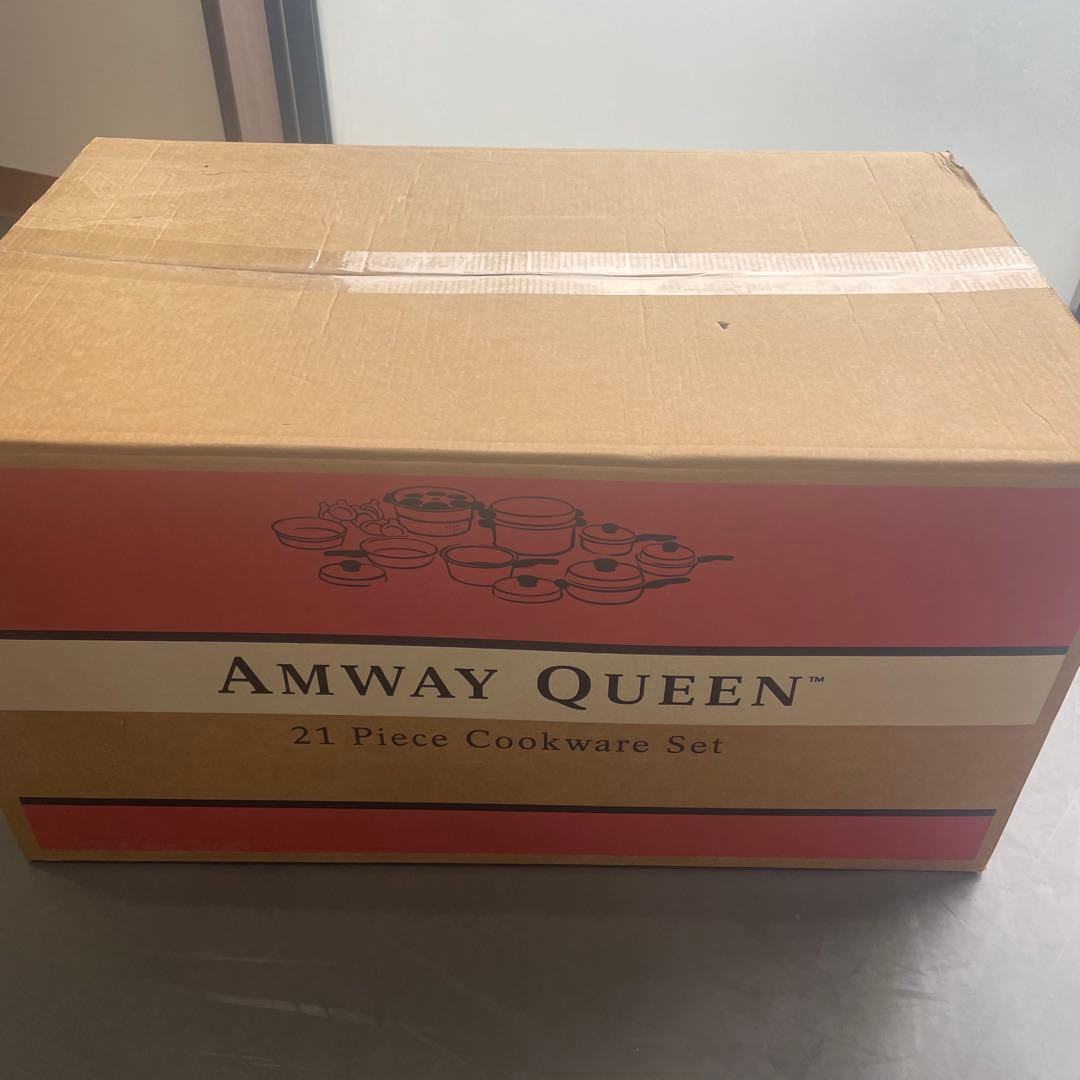 AMWAY QUEEN™
21 Piece Cookware Set